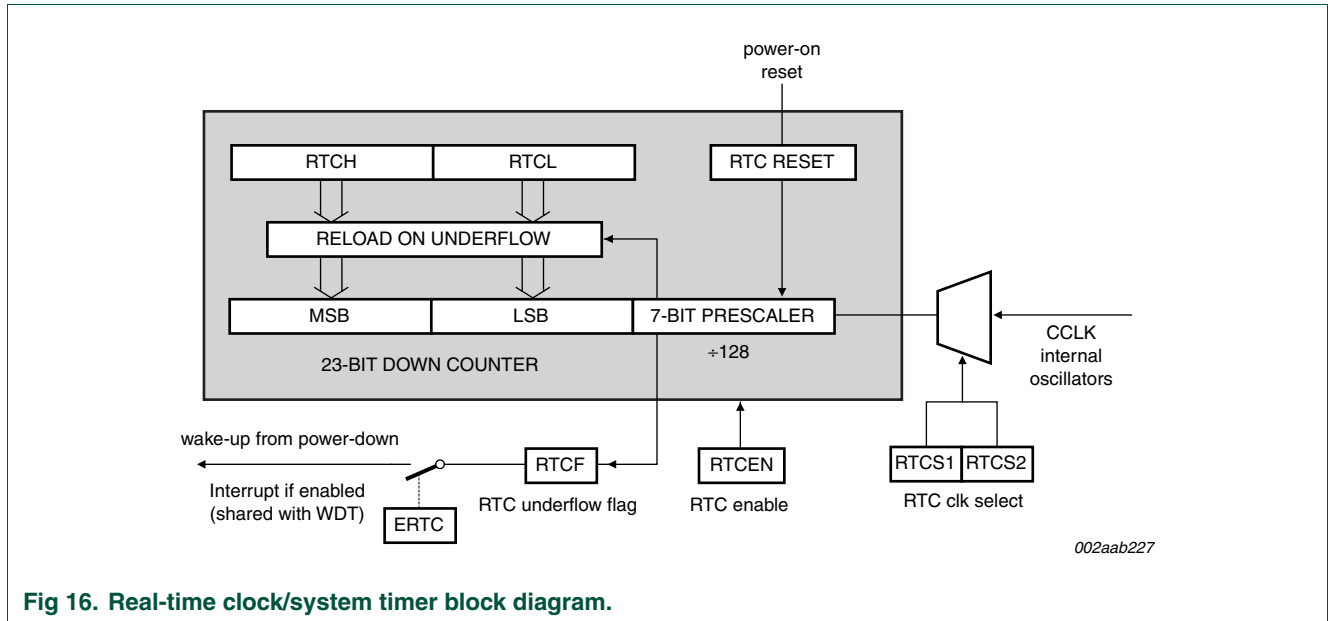 power-on
reset
RTCH
RTCL
RTC RESET
RELOAD ON UNDERFLOW
MSB
LSB
7-BIT PRESCALER
÷128
23-BIT DOWN COUNTER
CCLK
internal
oscillators
wake-up from power-down
Interrupt if enabled
(shared with WDT)
ERTC
RTCF
RTC underflow flag
RTCEN
RTC enable
RTCS1
RTCS2
RTC clk select
002aab227
Fig 16. Real-time clock/system timer block diagram.